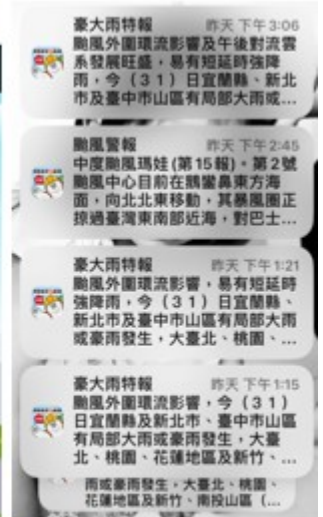 豪大雨特報 昨天 下午3:06
颱風外圍環流影響及午後對流雲
系發展旺盛,易有短延時強降
雨,今(31)日宜蘭縣、新北
市及臺中市山區有局部大雨或...
颱風警報 昨天 下午2:45
中度颱風瑪娃(第15報)。第2號
颱風中心目前在鵝鑾鼻東方海
面,向北北東移動,其暴風圈正
掠過臺灣東南部近海,對巴士...
豪大雨特報 昨天 下午1:21
颱風外圍環流影響,易有短延時
強降雨,今(31)日宜蘭縣、
新北市及臺中市山區有局部大雨
或豪雨發生,大臺北、桃園、...
豪大雨特報 昨天 下午1:15
颱風外圍環流影響,今(31)
日宜蘭縣及新北市、臺中市山區
有局部大雨或豪雨發生,大臺
北、桃園、花蓮地區及新竹、...
雨或豪雨發生,大臺北、桃園、
花蓮地區及新竹、南投山區(...